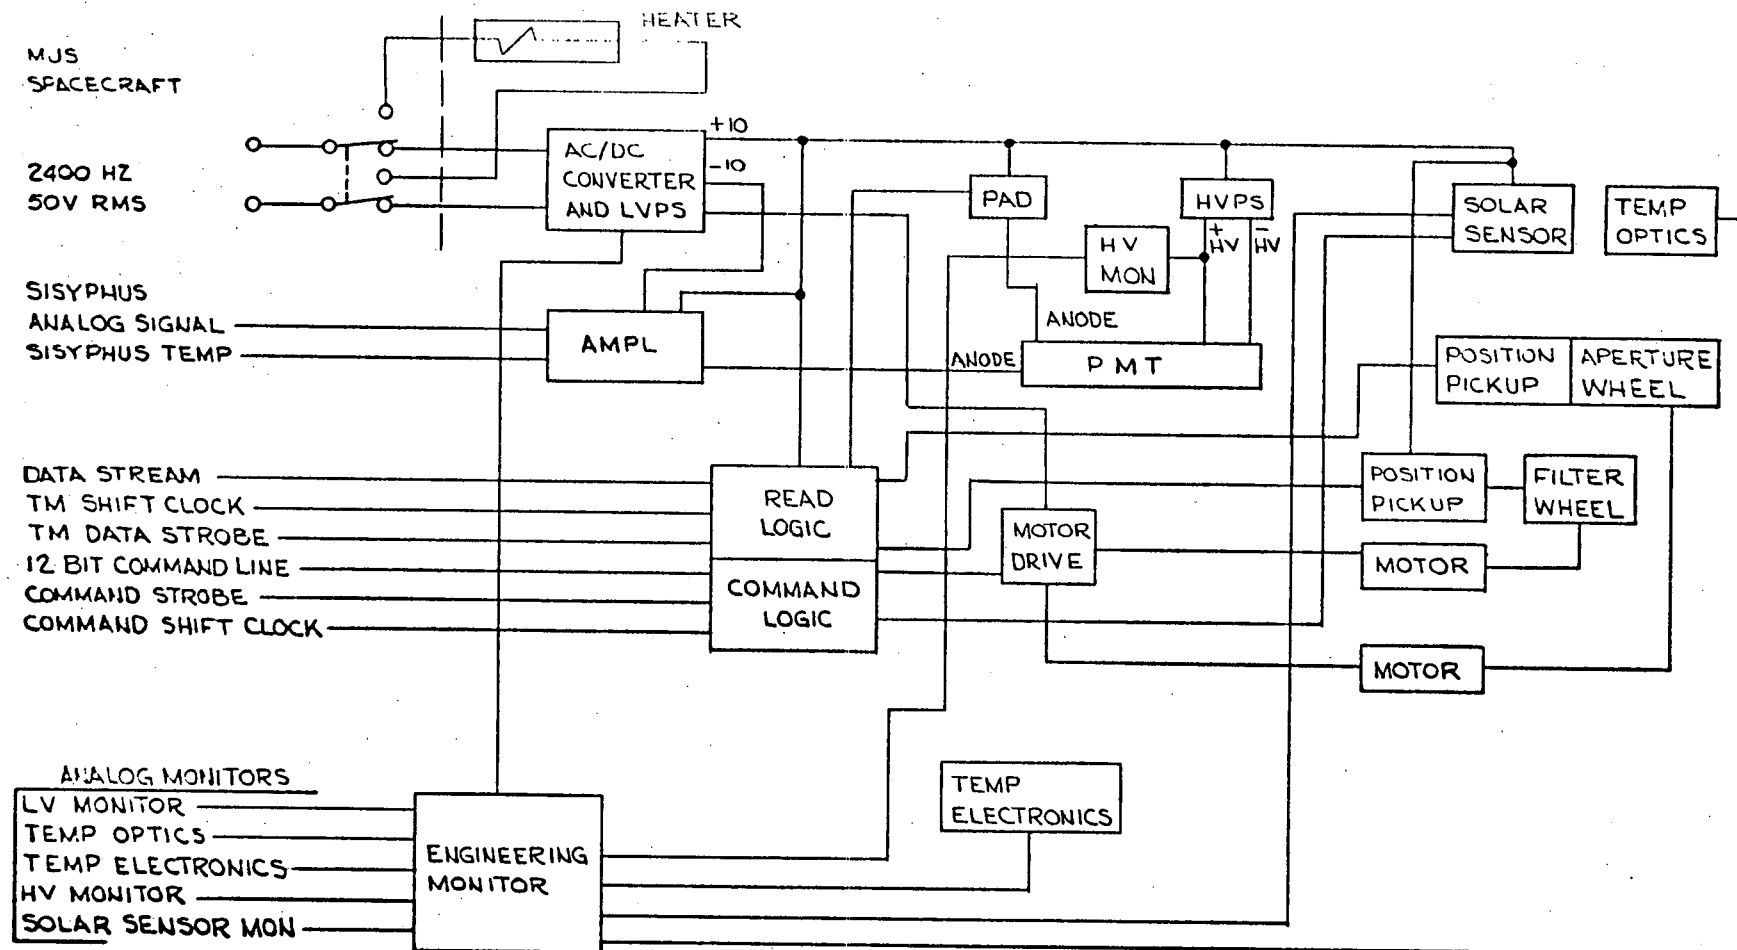 HEATER
MJS
SPACECRAFT
2400 HZ
50V RMS
AC/DC
CONVERTER
AND LVPS
+10
-10
PAD
HVPS
+
HV
-
HV
HV
MON
SOLAR
SENSOR
TEMP
OPTICS
SISYPHUS
ANALOG SIGNAL
SISYPHUS TEMP
AMPL
ANODE
ANODE
PMT
POSITION
PICKUP
APERTURE
WHEEL
DATA STREAM
TM SHIFT CLOCK
TM DATA STROBE
12 BIT COMMAND LINE
COMMAND STROBE
COMMAND SHIFT CLOCK
READ
LOGIC
COMMAND
LOGIC
MOTOR
DRIVE
POSITION
PICKUP
FILTER
WHEEL
MOTOR
MOTOR
ANALOG MONITORS
LV MONITOR
TEMP OPTICS
TEMP ELECTRONICS
HV MONITOR
SOLAR SENSOR MON
ENGINEERING
MONITOR
TEMP
ELECTRONICS